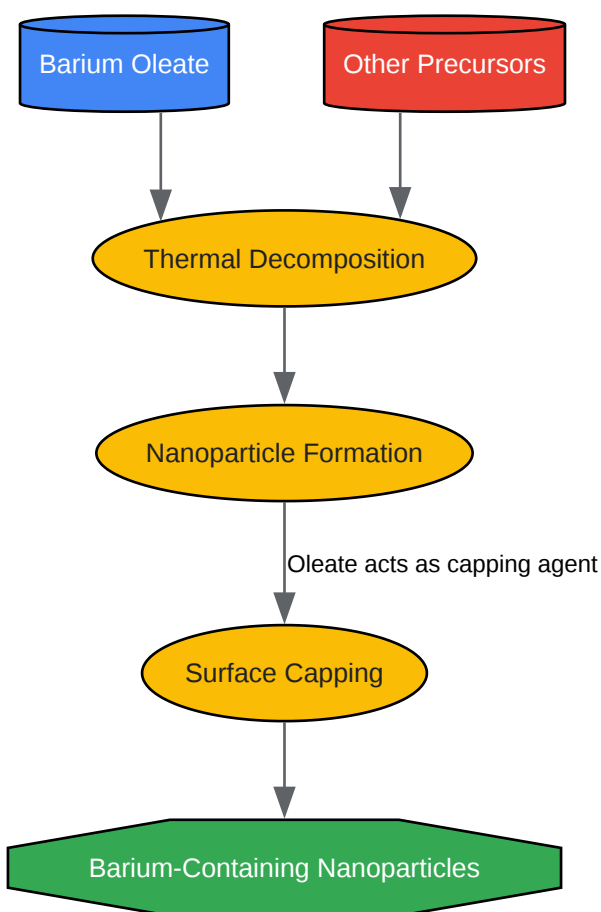 Barium Oleate
Other Precursors
Thermal Decomposition
Nanoparticle Formation
Oleate acts as capping agent
Surface Capping
Barium-Containing Nanoparticles